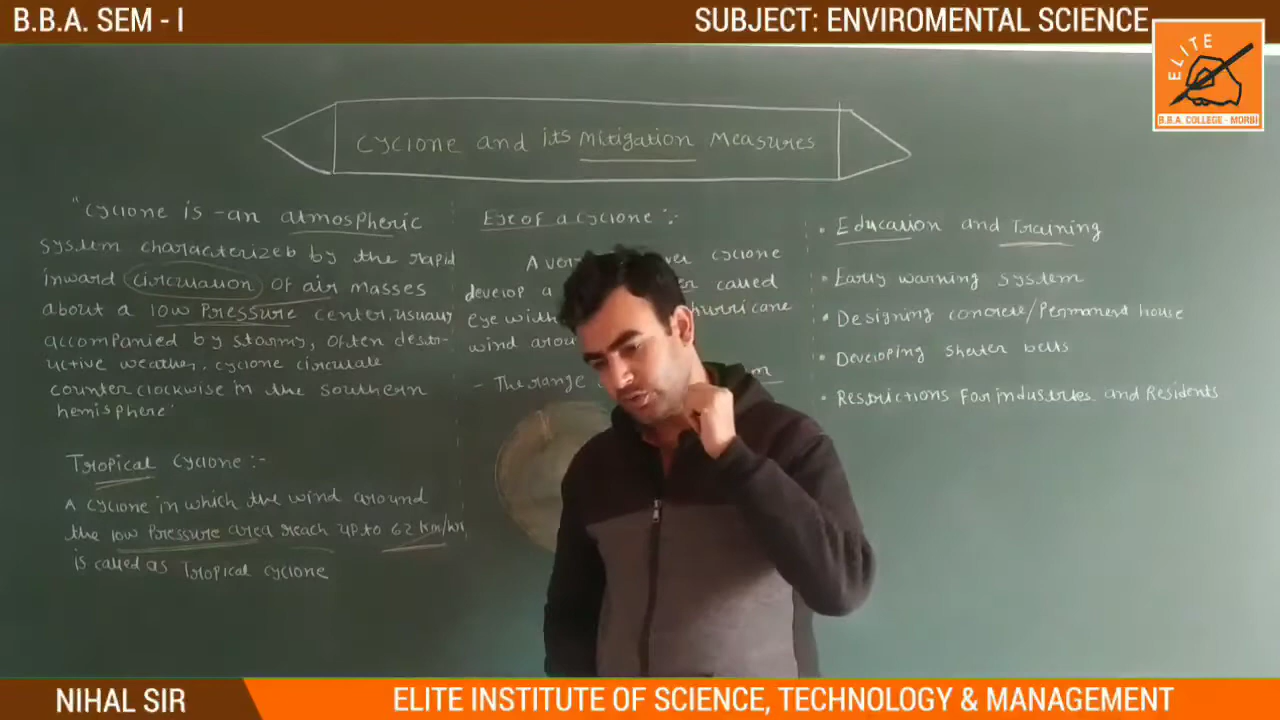 B.B.A. SEM - I
SUBJECT: ENVIROMENTAL SCIENCE
ELITE
B.B.A. COLLEGE - MORBI
Cyclone and its Mitigation Measures
"Cyclone is -an atmospheric
system characterizeb by the rapid
inward circulation of air masses
about a low Pressure center, usually
accompanied by stormy, often destr-
uctive weather. cyclone circulate
counter clockwise in the southern
hemisphere"
Tropical Cyclone :-
A cyclone in which the wind around
the low Pressure area reach up to 62 km/hr
is called as Tropical cyclone
Eye of a cyclone :-
A cyclone
develop a called
eye with hurricane
wind
- The range m
• Education and Training
• Early warning system
• Designing concrete/Permanent house
• Developing shelter belts
• Restrictions For industries and Residents
NIHAL SIR
ELITE INSTITUTE OF SCIENCE, TECHNOLOGY & MANAGEMENT